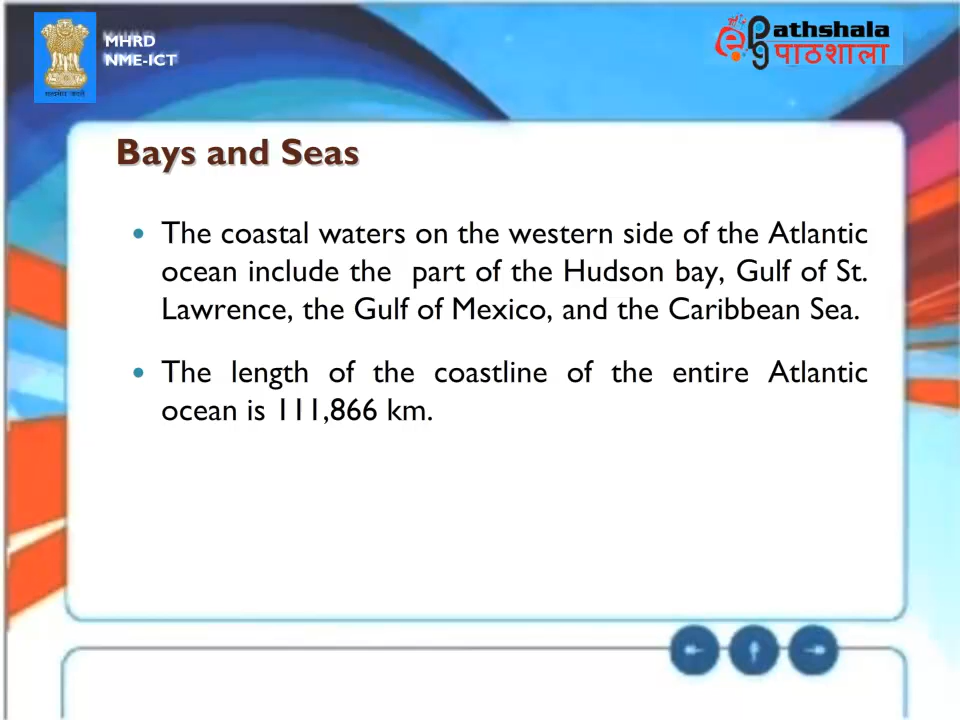 MHRD
NME-ICT
ePathshala
पाठशाला
Bays and Seas
• The coastal waters on the western side of the Atlantic
ocean include the part of the Hudson bay, Gulf of St.
Lawrence, the Gulf of Mexico, and the Caribbean Sea.
• The length of the coastline of the entire Atlantic
ocean is 111,866 km.